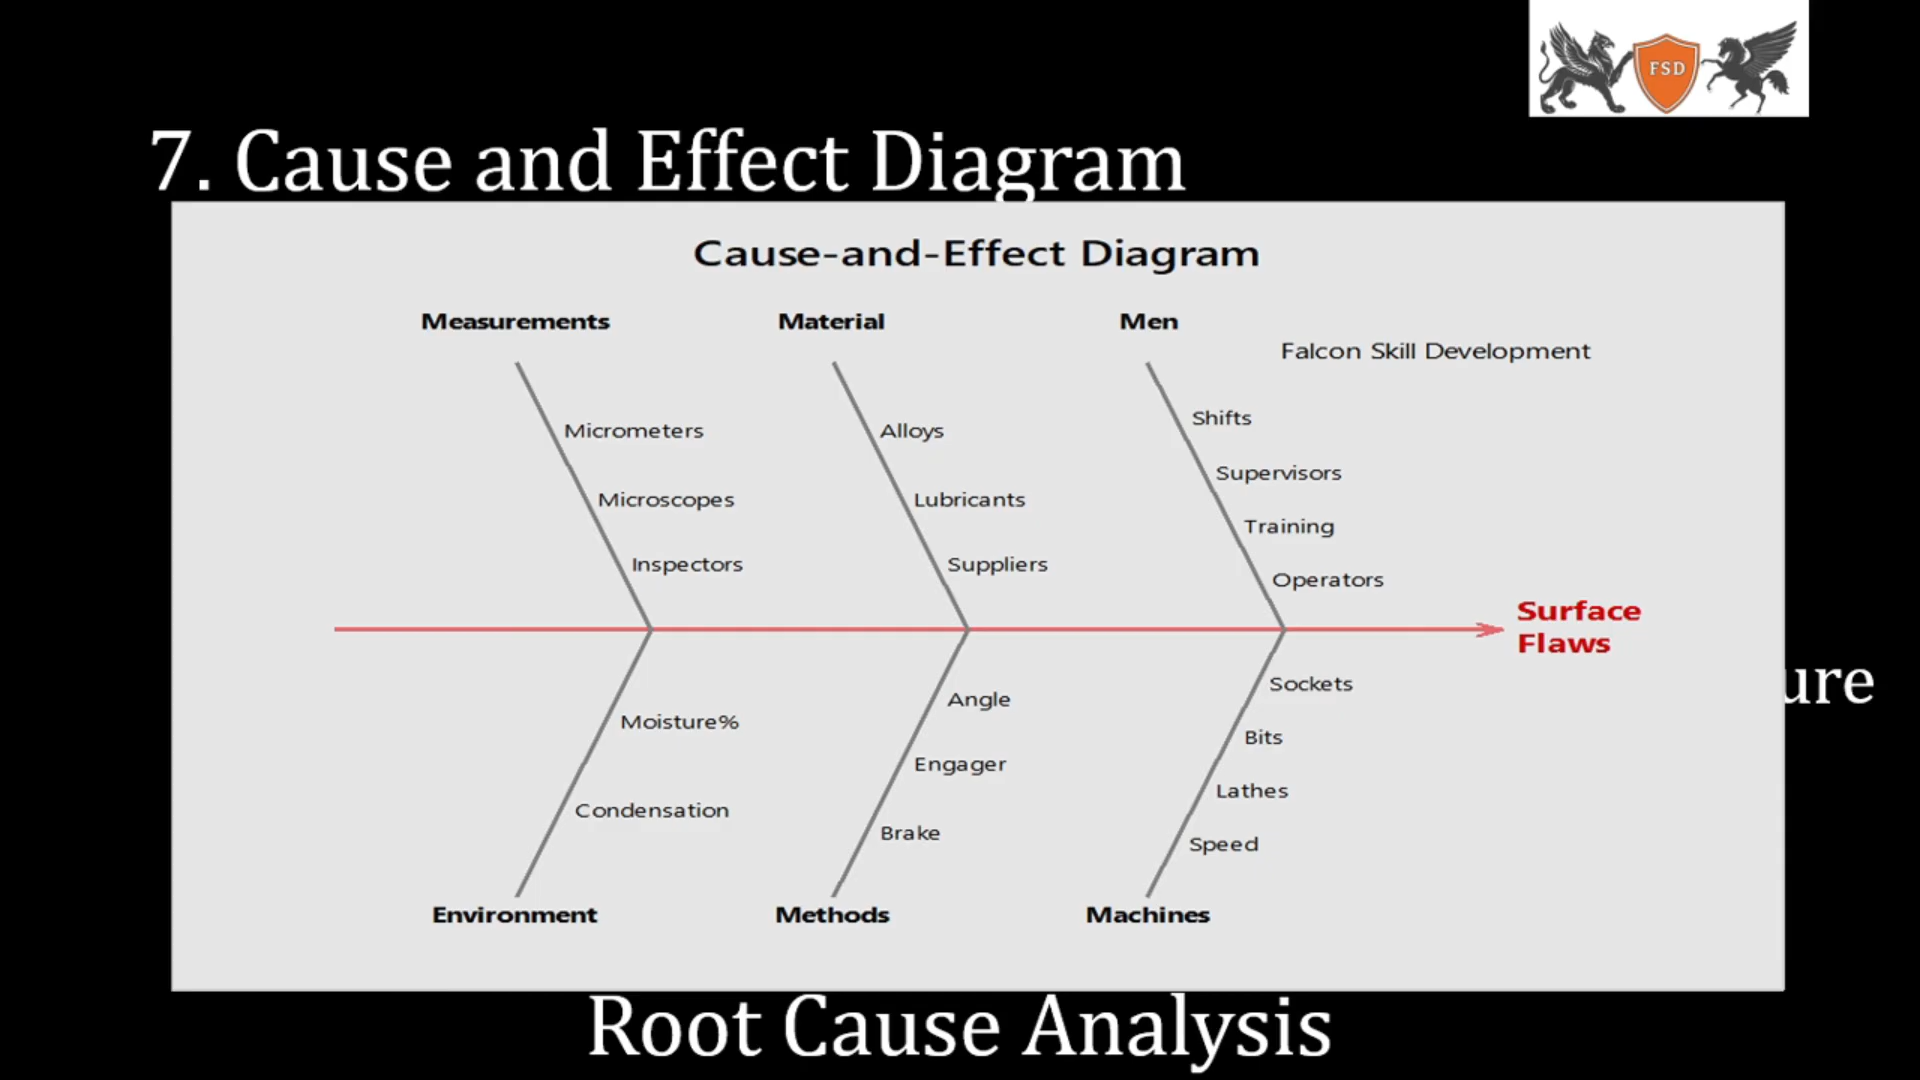 FSD
7. Cause and Effect Diagram
Cause-and-Effect Diagram
Measurements
Material
Men
Falcon Skill Development
Micrometers
Microscopes
Inspectors
Alloys
Lubricants
Suppliers
Shifts
Supervisors
Training
Operators
Surface
Flaws
ure
Moisture%
Condensation
Angle
Engager
Brake
Sockets
Bits
Lathes
Speed
Environment
Methods
Machines
Root Cause Analysis